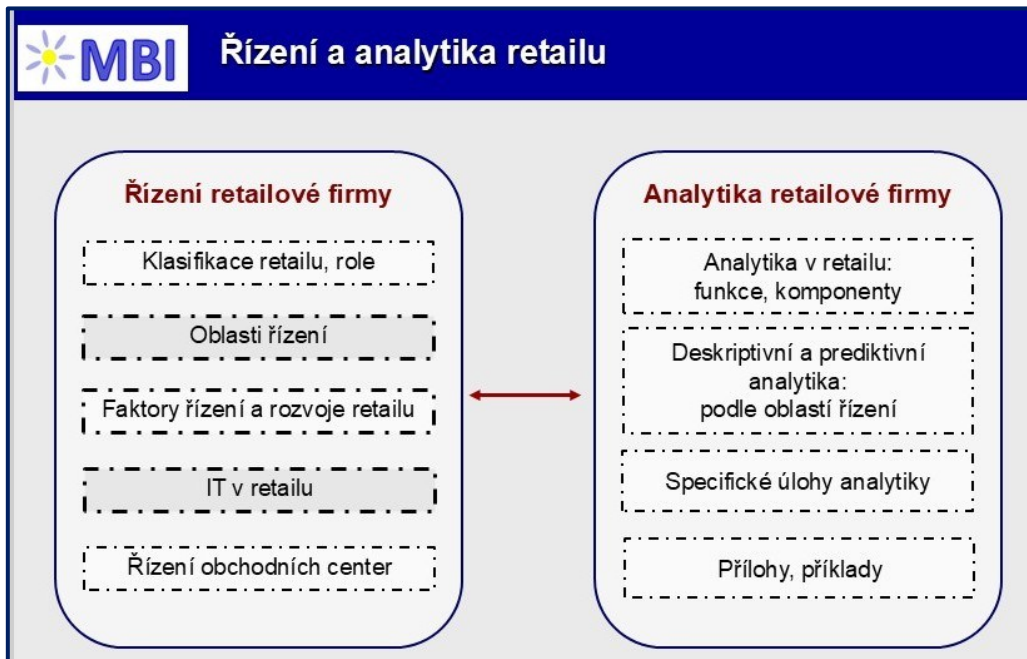 MBI
Řízení a analytika retailu
Řízení retailové firmy
Klasifikace retailu, role
Oblasti řízení
Faktory řízení a rozvoje retailu
IT v retailu
Řízení obchodních center
Analytika retailové firmy
Analytika v retailu:
funkce, komponenty
Deskriptivní a prediktivní
analytika:
podle oblastí řízení
Specifické úlohy analytiky
Přílohy, příklady